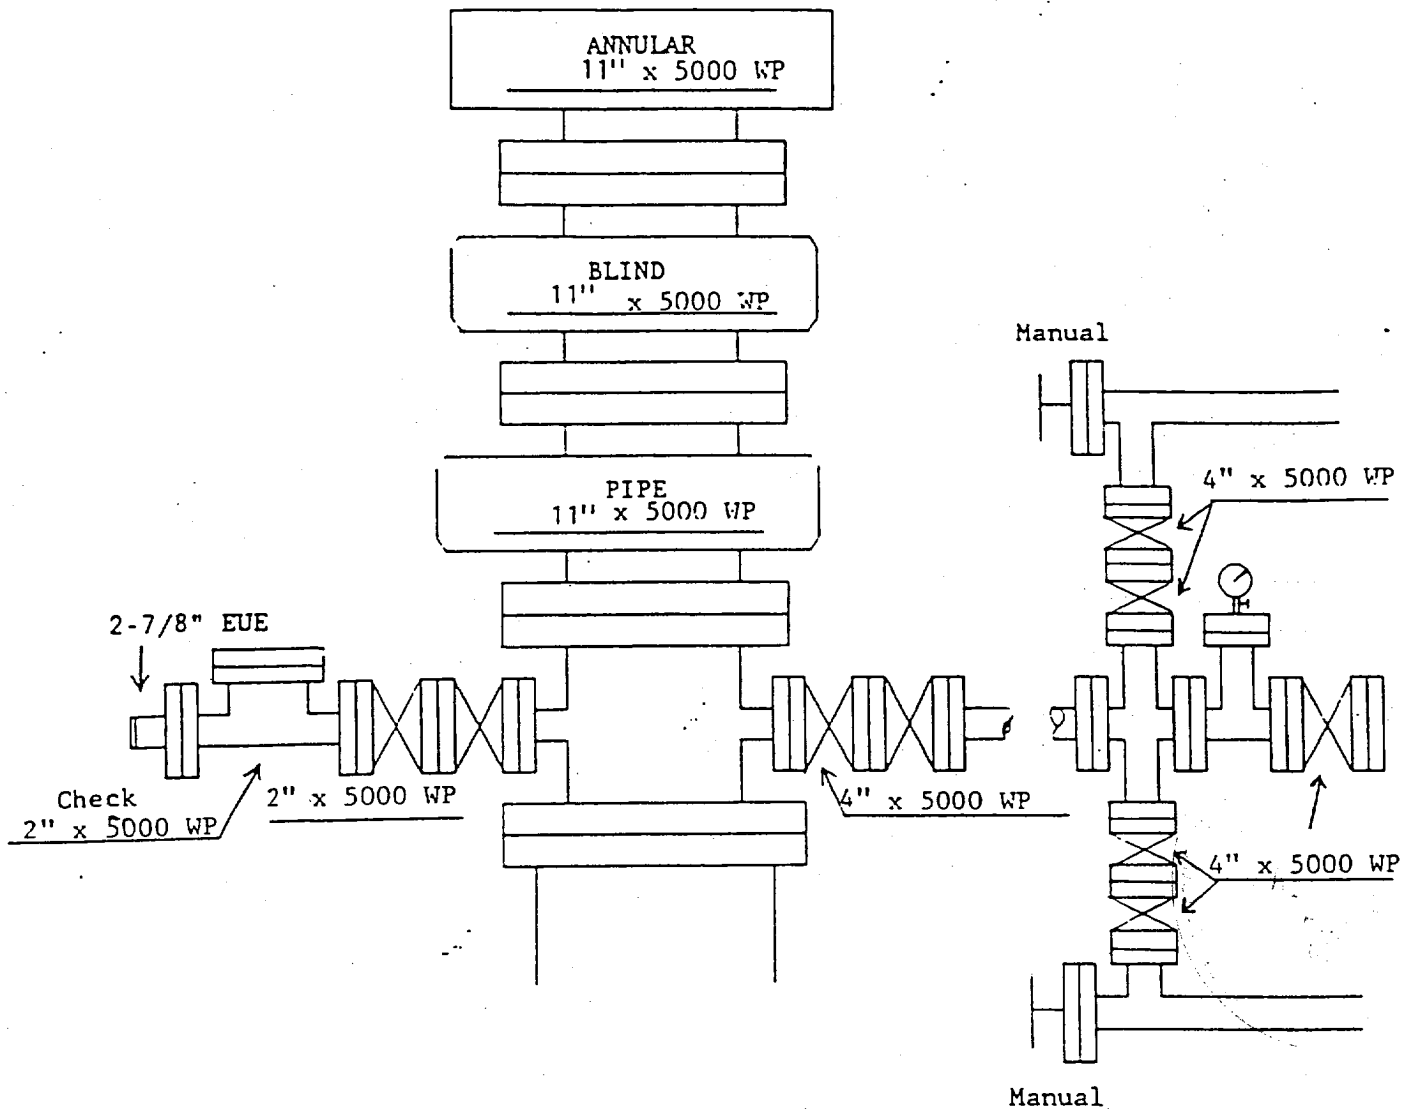 ANNULAR
11" x 5000 WP
BLIND
11" x 5000 WP
Manual
PIPE
11" x 5000 WP
4" x 5000 WP
2-7/8" EUE
Check
2" x 5000 WP
2" x 5000 WP
4" x 5000 WP
4" x 5000 WP
Manual